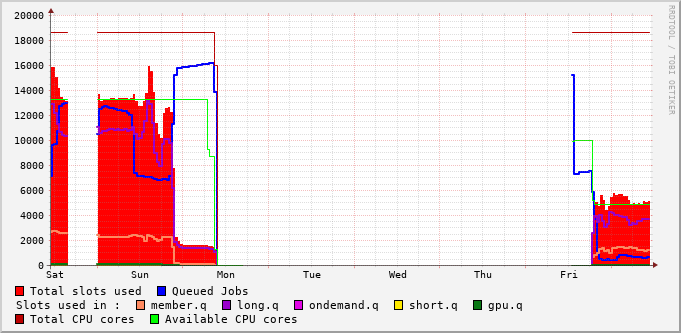 20000
18000
16000
14000
12000
10000
8000
6000
4000
2000
0
Sat Sun Mon Tue Wed Thu Fri
RRDTOOL / TOBI OETIKER
Total slots used Queued Jobs
Slots used in : member.q long.q ondemand.q short.q gpu.q
Total CPU cores Available CPU cores